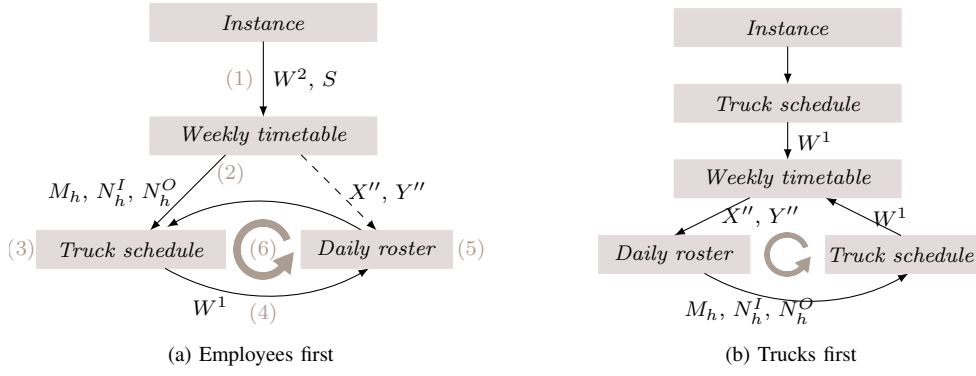 Instance
(1) W², S
Weekly timetable
(2)
M_h, N_h^I, N_h^O
X'', Y''
(3) Truck schedule (6) Daily roster (5)
W¹ (4)
(a) Employees first
Instance
Truck schedule
W¹
Weekly timetable
X'', Y''
W¹
Daily roster
Truck schedule
M_h, N_h^I, N_h^O
(b) Trucks first